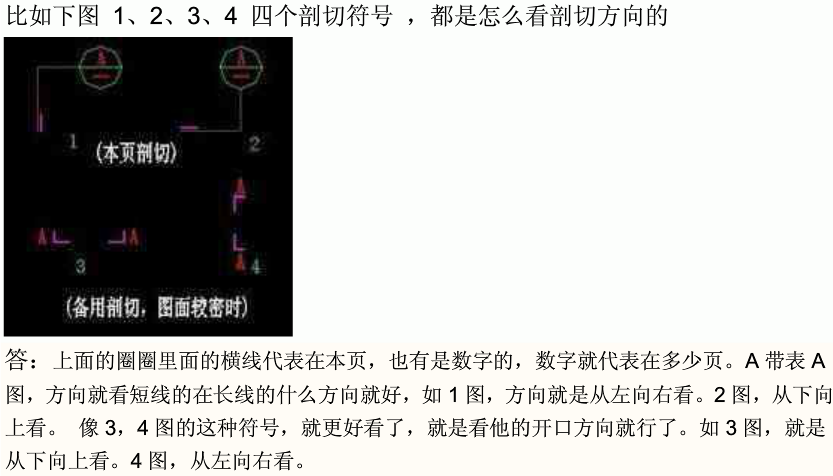 比如下图 1、2、3、4 四个剖切符号 ，都是怎么看剖切方向的
A A
1 (本页剖切) 2
A
A A
3 A 4
(备用剖切，图面较密时)
答：上面的圈圈里面的横线代表在本页，也有是数字的，数字就代表在多少页。A 带表 A
图，方向就看短线的在长线的什么方向就好，如 1 图，方向就是从左向右看。2 图，从下向
上看。 像 3，4 图的这种符号，就更好看了，就是看他的开口方向就行了。如 3 图，就是
从下向上看。4 图，从左向右看。